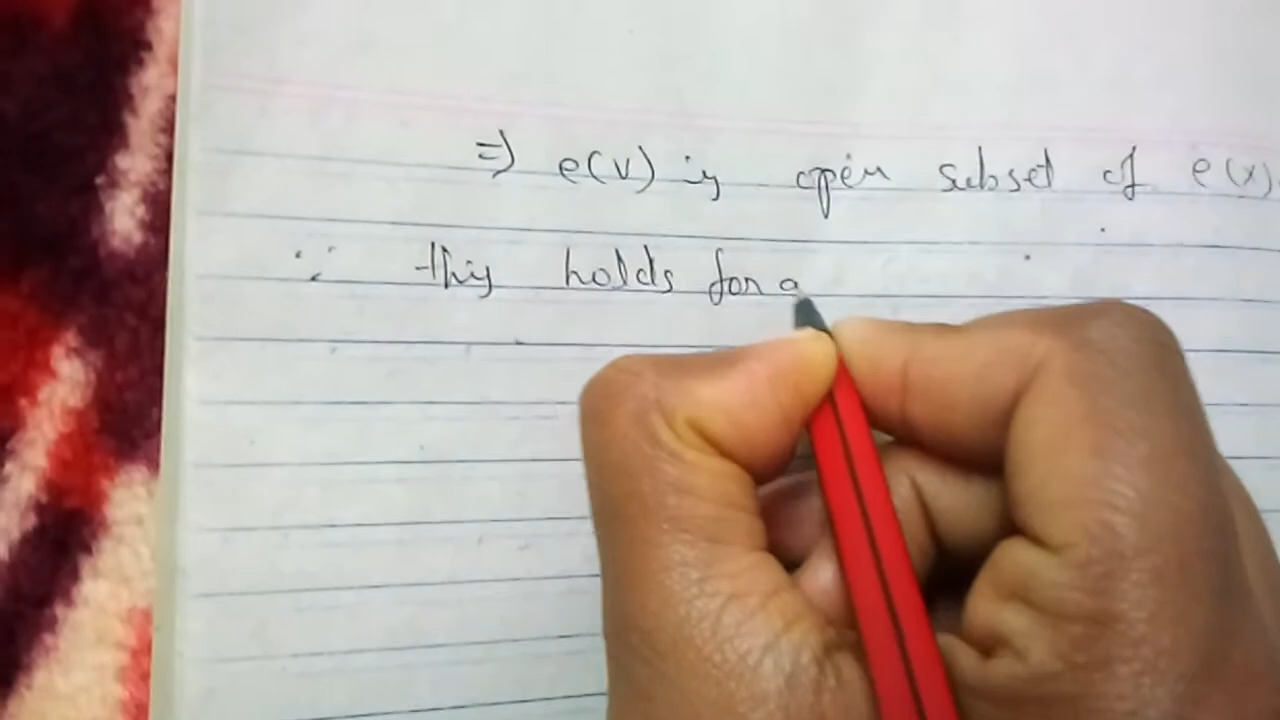 ⇒ e(V) is open subset of e(X).
∵ this holds for a